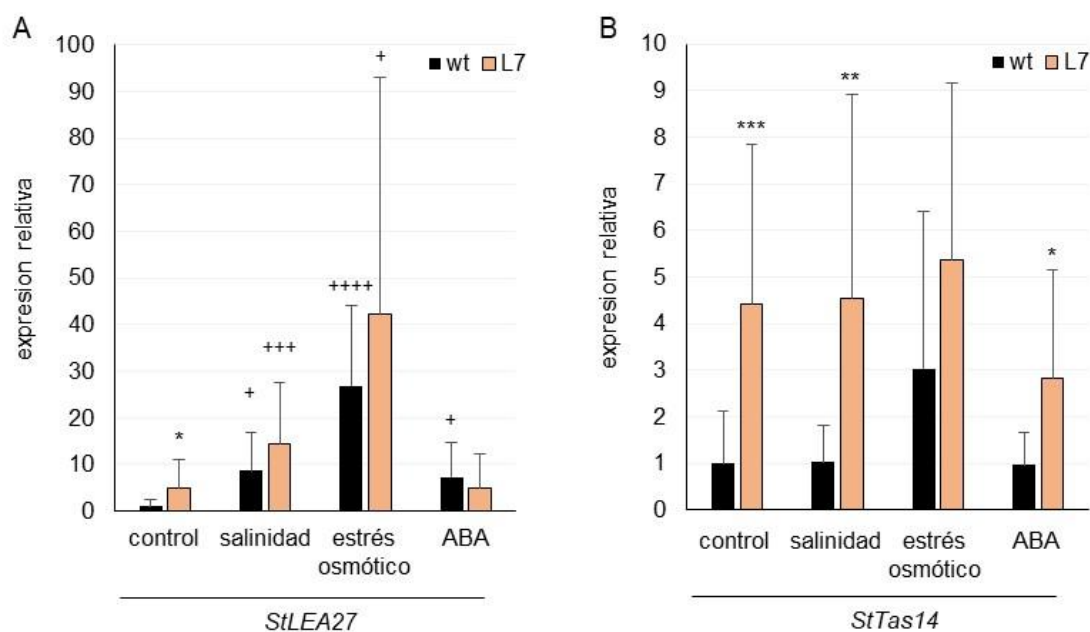 A
expresion relativa
100
90
80
70
60
50
40
30
20
10
0
wt L7
*
+
+++
++++
+
+
control salinidad estrés ABA
osmótico
StLEA27
B
expresion relativa
10
9
8
7
6
5
4
3
2
1
0
wt L7
***
**
*
control salinidad estrés ABA
osmótico
StTas14